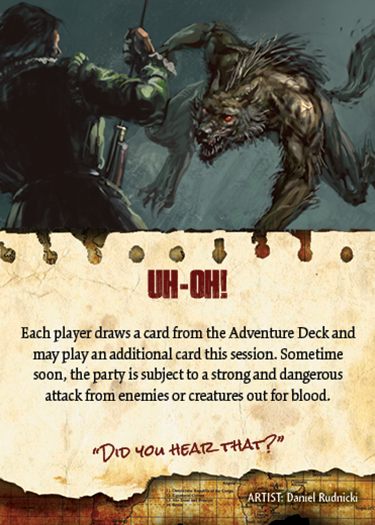 UH-OH!
Each player draws a card from the Adventure Deck and
may play an additional card this session. Sometime
soon, the party is subject to a strong and dangerous
attack from enemies or creatures out for blood.
"DID YOU HEAR THAT?"
ARTIST: Daniel Rudnicki